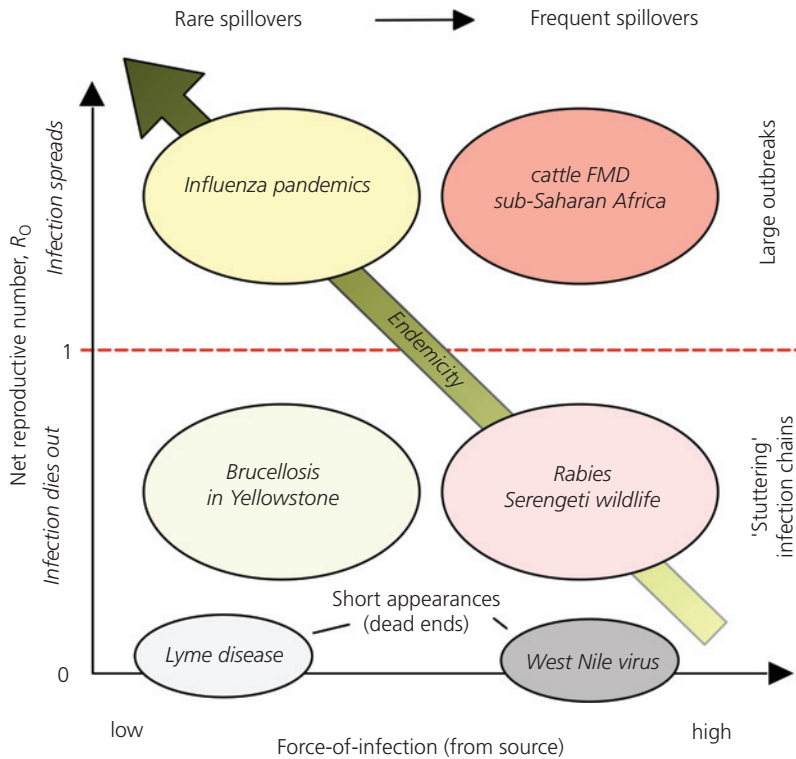 Rare spillovers
Frequent spillovers
Net reproductive number, R0
Infection spreads
Infection dies out
1
0
Influenza pandemics
cattle FMD
sub-Saharan Africa
Large outbreaks
Endemicity
Brucellosis
in Yellowstone
Rabies
Serengeti wildlife
'Stuttering'
infection chains
Short appearances
(dead ends)
Lyme disease
West Nile virus
low
high
Force-of-infection (from source)